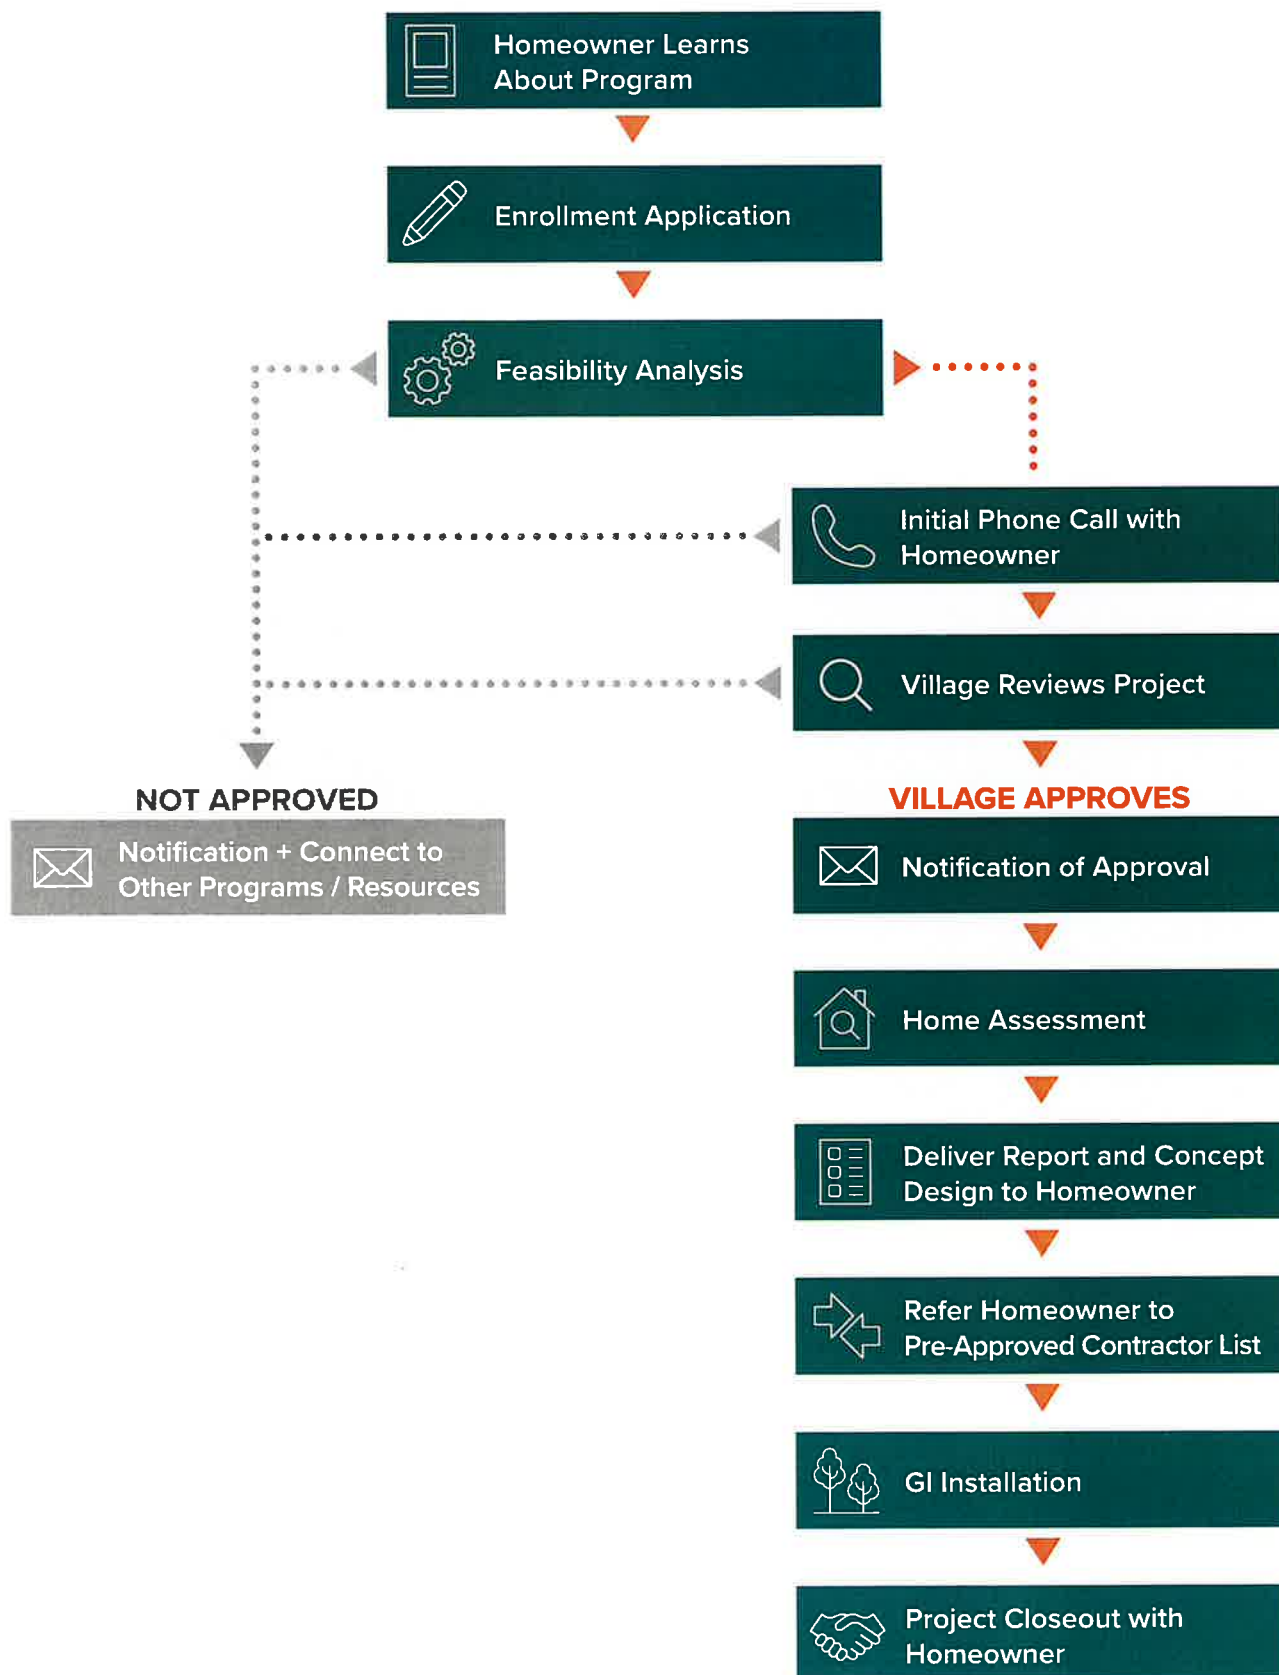 Homeowner Learns
About Program
Enrollment Application
Feasibility Analysis
Initial Phone Call with
Homeowner
Village Reviews Project
NOT APPROVED
Notification + Connect to
Other Programs / Resources
VILLAGE APPROVES
Notification of Approval
Home Assessment
Deliver Report and Concept
Design to Homeowner
Refer Homeowner to
Pre-Approved Contractor List
GI Installation
Project Closeout with
Homeowner